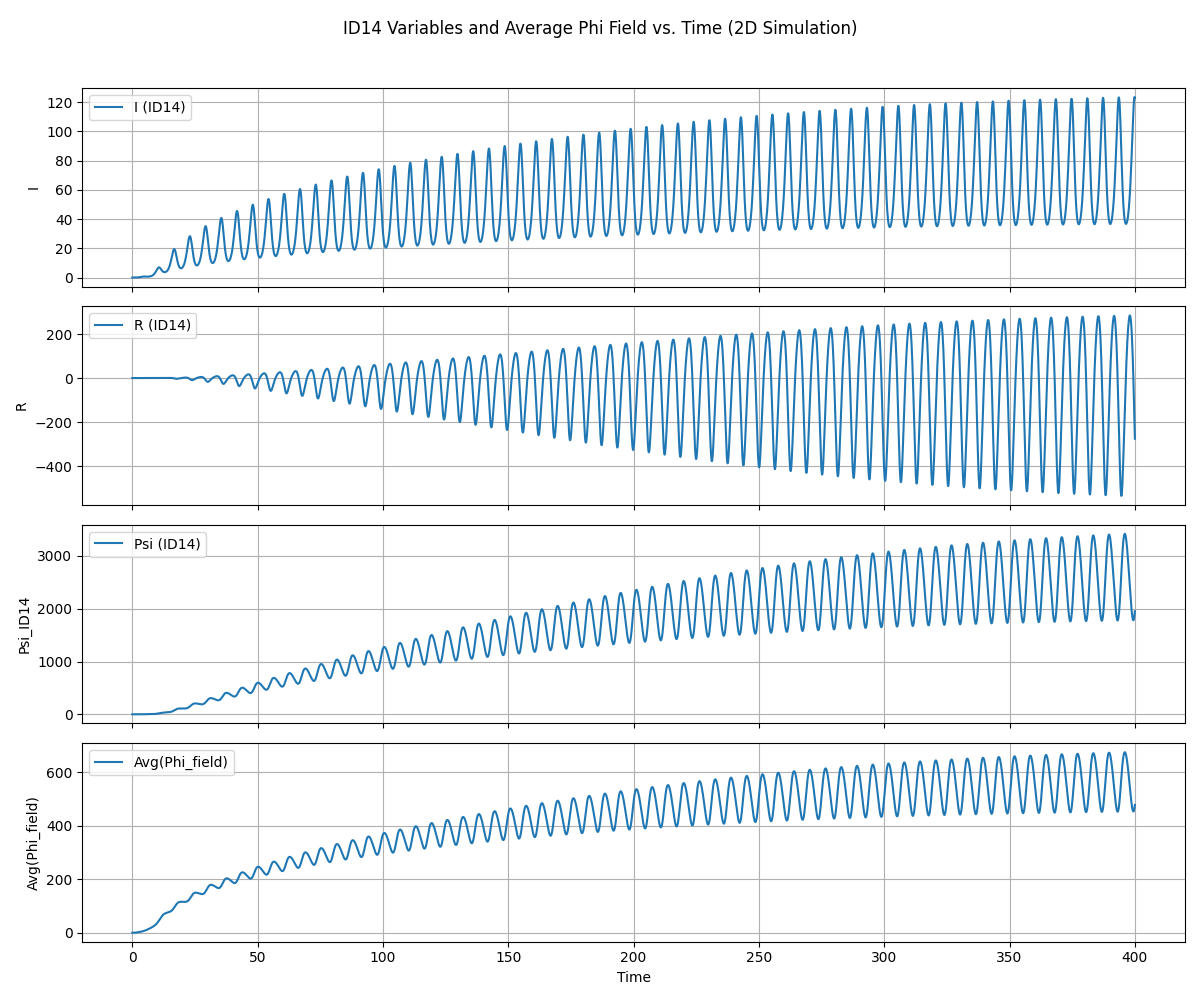 ID14 Variables and Average Phi Field vs. Time (2D Simulation)
I (ID14)
120
100
80
60
40
20
0
I
R (ID14)
200
0
−200
−400
R
Psi (ID14)
3000
2000
1000
0
Psi_ID14
Avg(Phi_field)
600
400
200
0
Avg(Phi_field)
0 50 100 150 200 250 300 350 400
Time